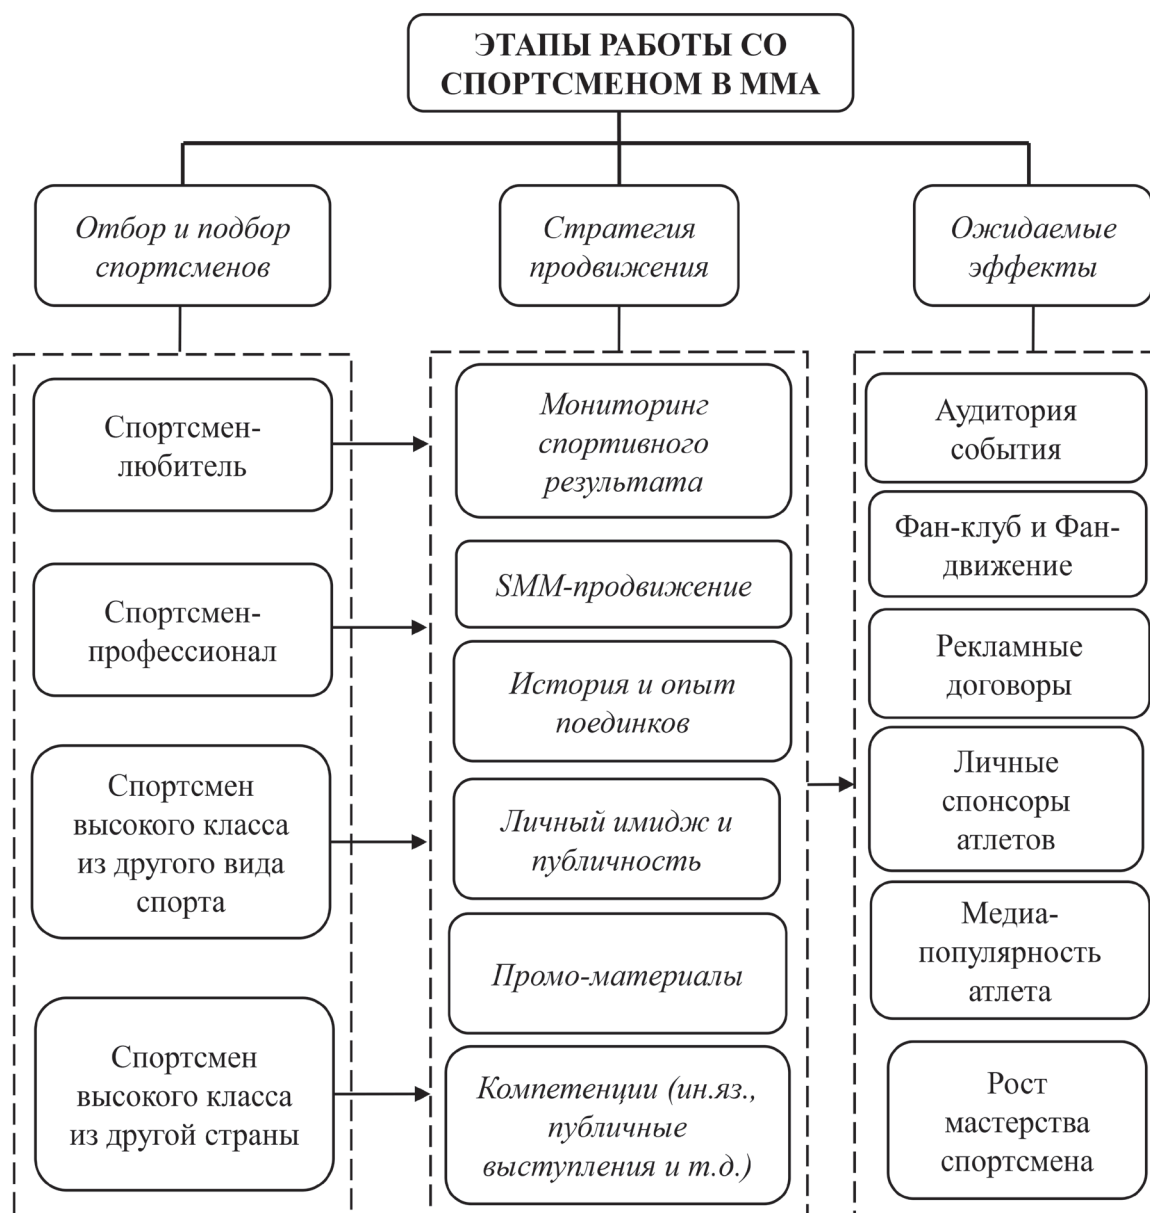 ЭТАПЫ РАБОТЫ СО
СПОРТСМЕНОМ В ММА
Отбор и подбор
спортсменов
Стратегия
продвижения
Ожидаемые
эффекты
Спортсмен-
любитель
Спортсмен-
профессионал
Спортсмен
высокого класса
из другого вида
спорта
Спортсмен
высокого класса
из другой страны
Мониторинг
спортивного
результата
SMM-продвижение
История и опыт
поединков
Личный имидж и
публичность
Промо-материалы
Компетенции (ин.яз.,
публичные
выступления и т.д.)
Аудитория
события
Фан-клуб и Фан-
движение
Рекламные
договоры
Личные
спонсоры
атлетов
Медиа-
популярность
атлета
Рост
мастерства
спортсмена